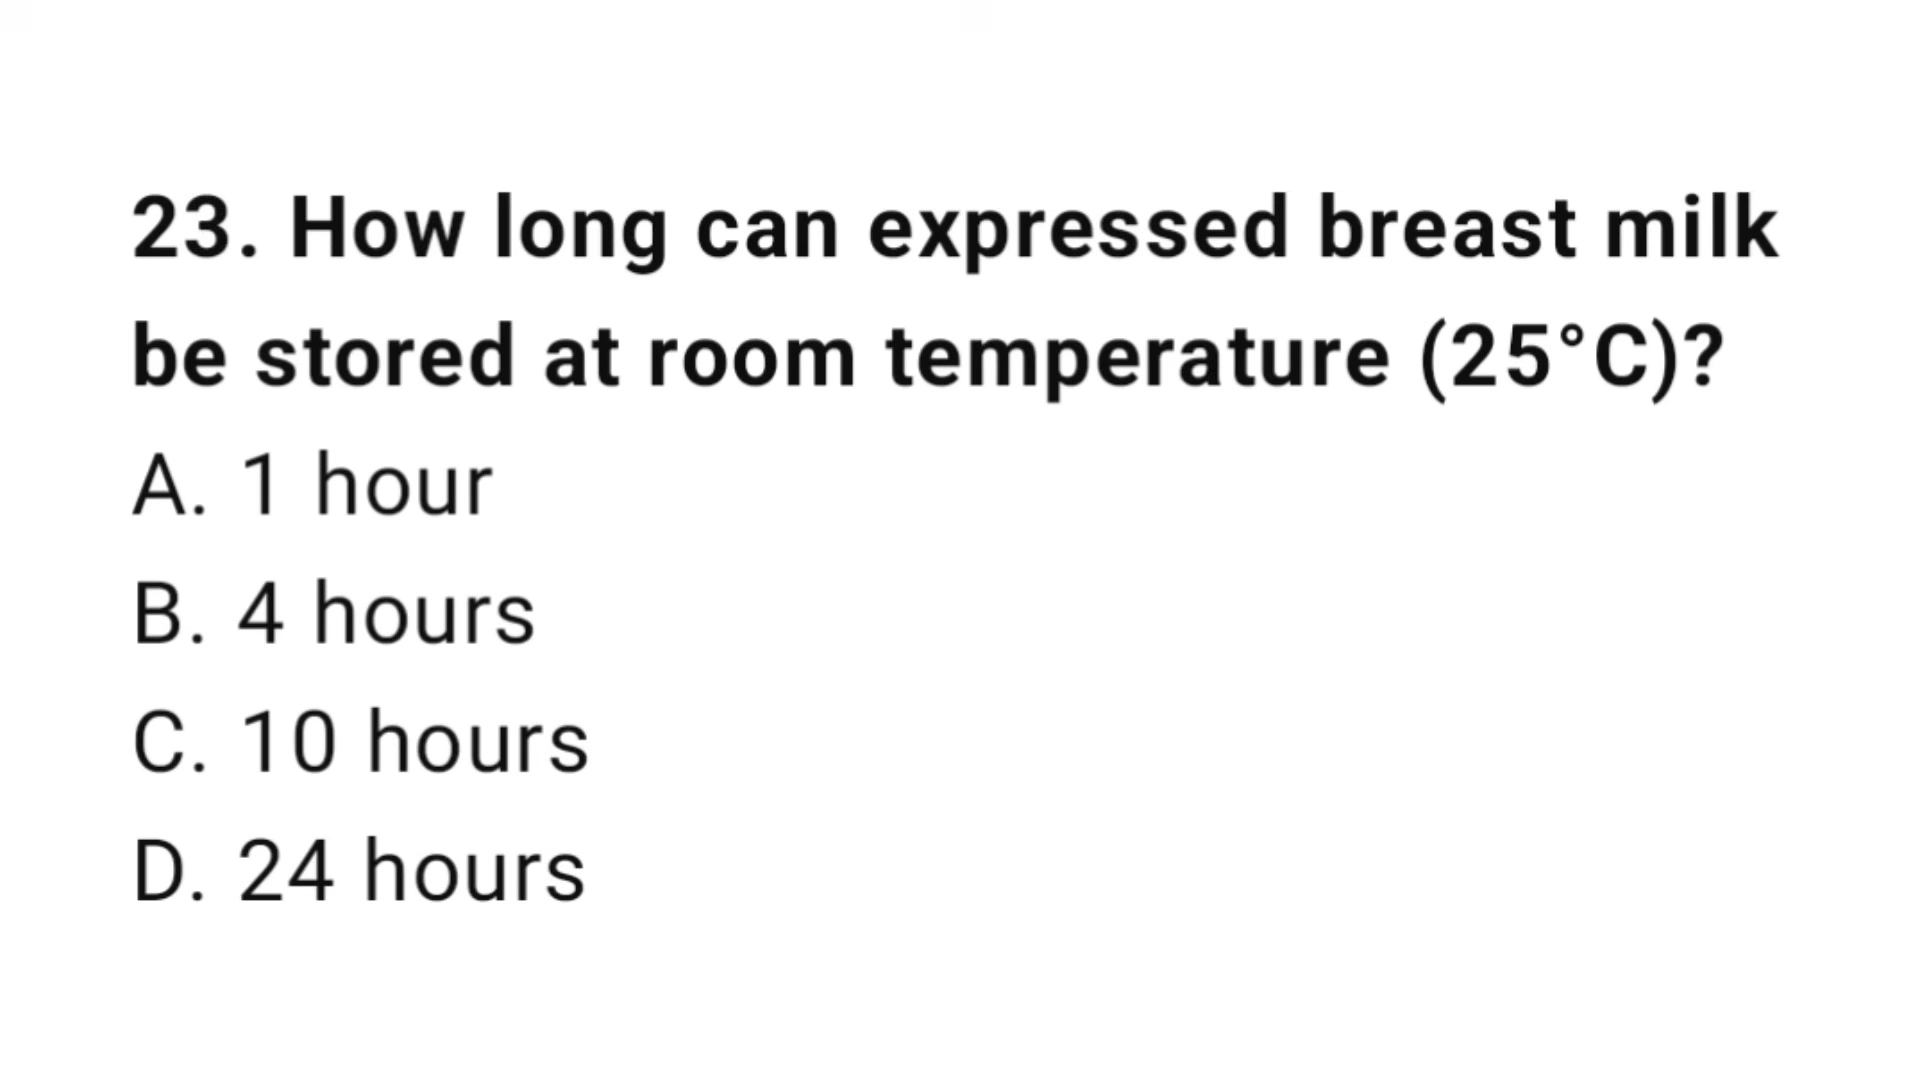 23. How long can expressed breast milk
be stored at room temperature (25°C)?
A. 1 hour
B. 4 hours
C. 10 hours
D. 24 hours